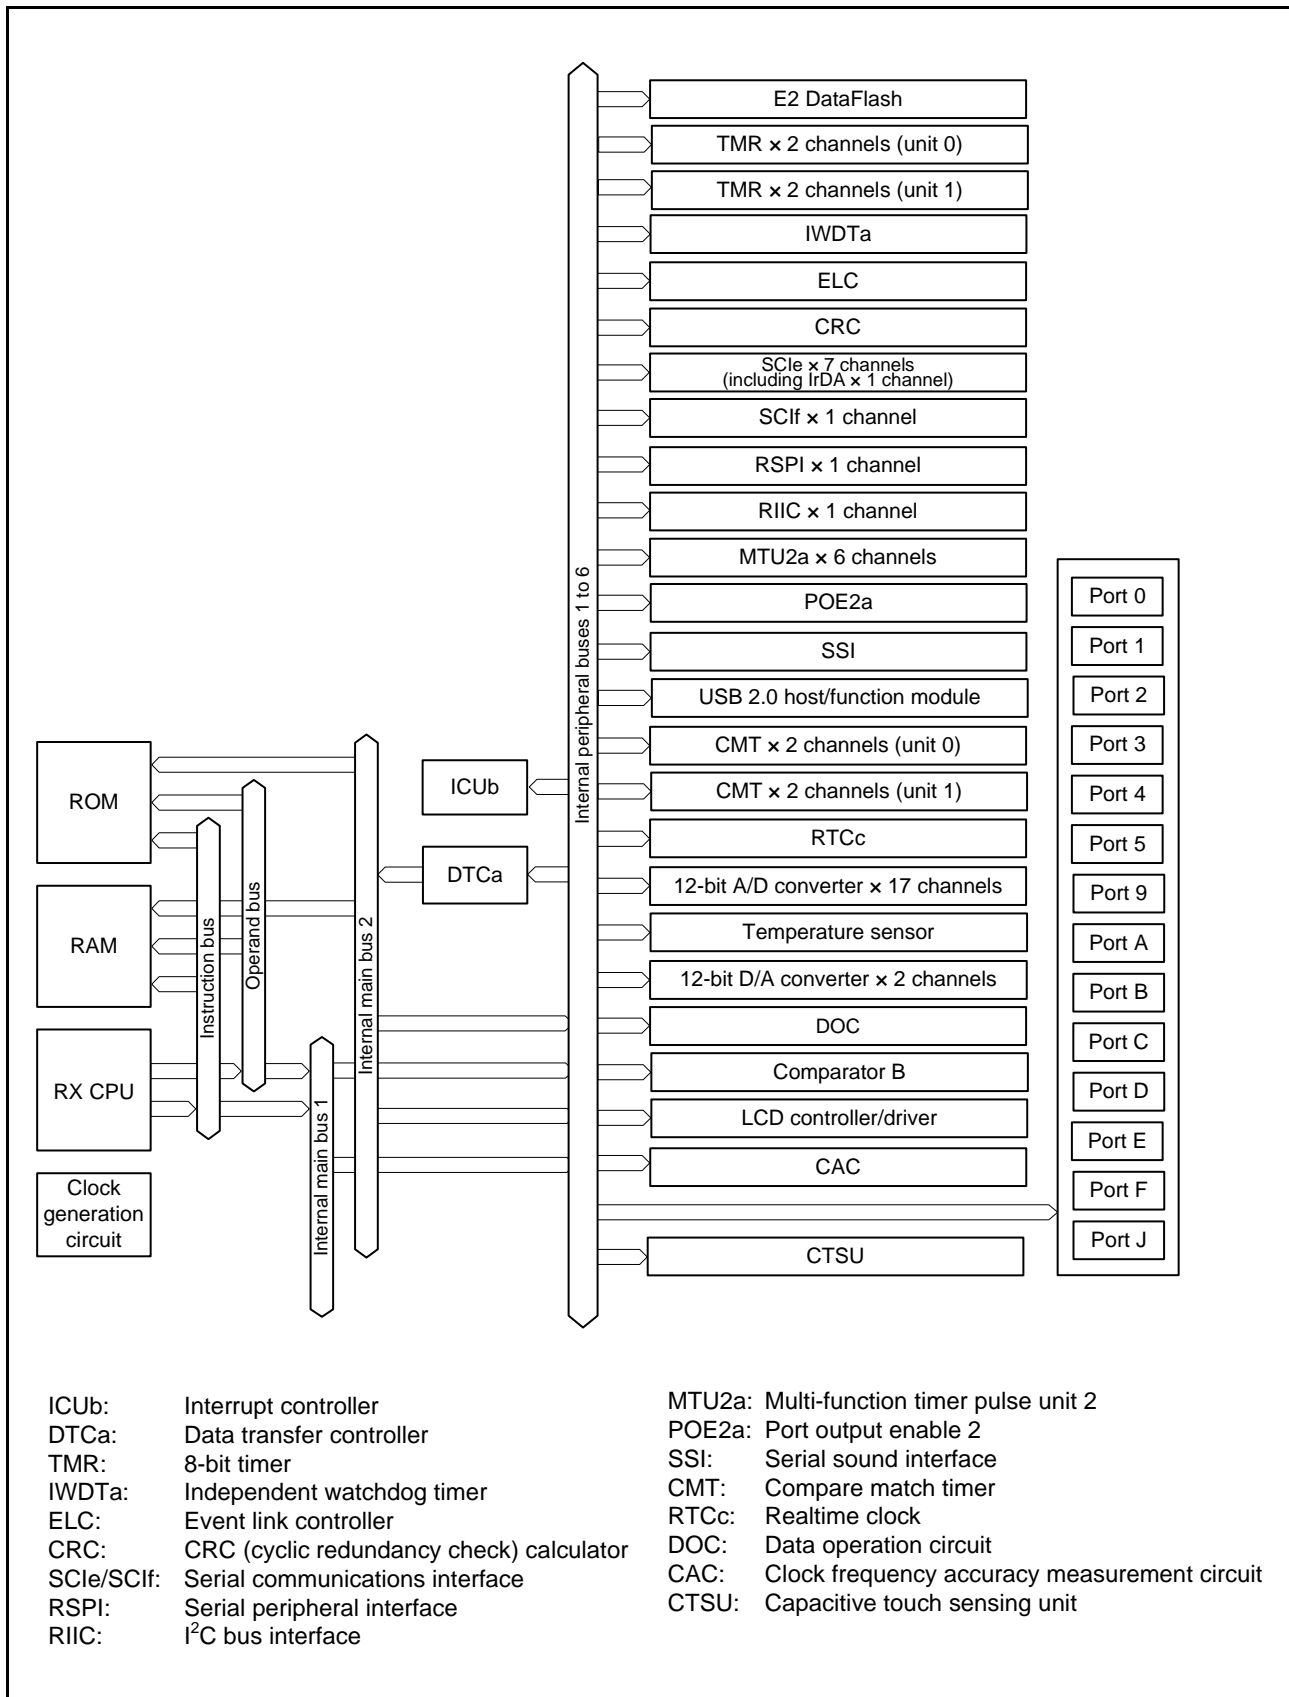 E2 DataFlash
TMR × 2 channels (unit 0)
TMR × 2 channels (unit 1)
IWDTa
ELC
CRC
SCIe × 7 channels
(including IrDA × 1 channel)
SCIf × 1 channel
RSPI × 1 channel
RIIC × 1 channel
MTU2a × 6 channels
POE2a
SSI
USB 2.0 host/function module
CMT × 2 channels (unit 0)
CMT × 2 channels (unit 1)
RTCc
12-bit A/D converter × 17 channels
Temperature sensor
12-bit D/A converter × 2 channels
DOC
Comparator B
LCD controller/driver
CAC
CTSU
Port 0
Port 1
Port 2
Port 3
Port 4
Port 5
Port 9
Port A
Port B
Port C
Port D
Port E
Port F
Port J
Internal peripheral buses 1 to 6
ICUb
DTCa
ROM
RAM
RX CPU
Clock
generation
circuit
Instruction bus
Operand bus
Internal main bus 1
Internal main bus 2
ICUb: Interrupt controller
DTCa: Data transfer controller
TMR: 8-bit timer
IWDTa: Independent watchdog timer
ELC: Event link controller
CRC: CRC (cyclic redundancy check) calculator
SCIe/SCIf: Serial communications interface
RSPI: Serial peripheral interface
RIIC: I²C bus interface
MTU2a: Multi-function timer pulse unit 2
POE2a: Port output enable 2
SSI: Serial sound interface
CMT: Compare match timer
RTCc: Realtime clock
DOC: Data operation circuit
CAC: Clock frequency accuracy measurement circuit
CTSU: Capacitive touch sensing unit